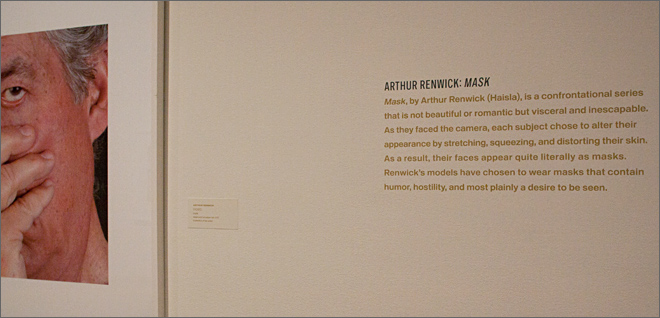 ARTHUR RENWICK: MASK
Mask, by Arthur Renwick (Haisla), is a confrontational series
that is not beautiful or romantic but visceral and inescapable.
As they faced the camera, each subject chose to alter their
appearance by stretching, squeezing, and distorting their skin.
As a result, their faces appear quite literally as masks.
Renwick's models have chosen to wear masks that contain
humor, hostility, and most plainly a desire to be seen.